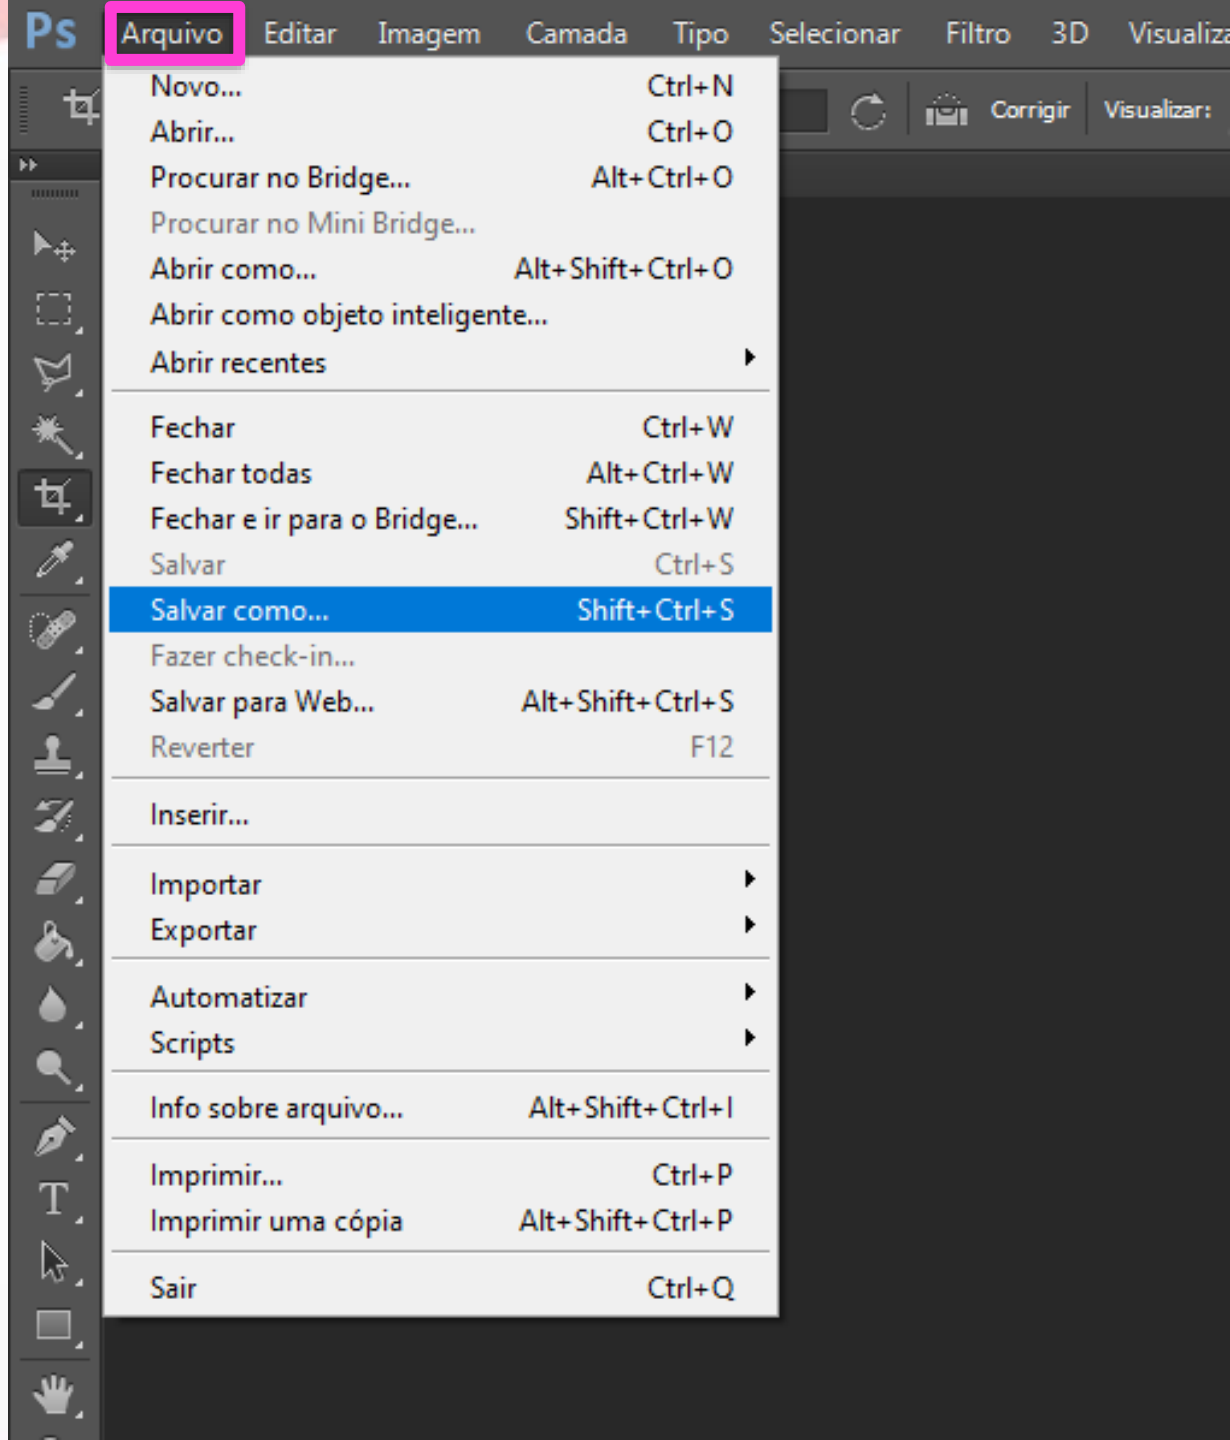 Ps Arquivo Editar Imagem Camada Tipo Selecionar Filtro 3D Visualiza
Corrigir Visualizar:
Novo... Ctrl+N
Abrir... Ctrl+O
Procurar no Bridge... Alt+Ctrl+O
Procurar no Mini Bridge...
Abrir como... Alt+Shift+Ctrl+O
Abrir como objeto inteligente...
Abrir recentes
Fechar Ctrl+W
Fechar todas Alt+Ctrl+W
Fechar e ir para o Bridge... Shift+Ctrl+W
Salvar Ctrl+S
Salvar como... Shift+Ctrl+S
Fazer check-in...
Salvar para Web... Alt+Shift+Ctrl+S
Reverter F12
Inserir...
Importar
Exportar
Automatizar
Scripts
Info sobre arquivo... Alt+Shift+Ctrl+I
Imprimir... Ctrl+P
Imprimir uma cópia Alt+Shift+Ctrl+P
Sair Ctrl+Q